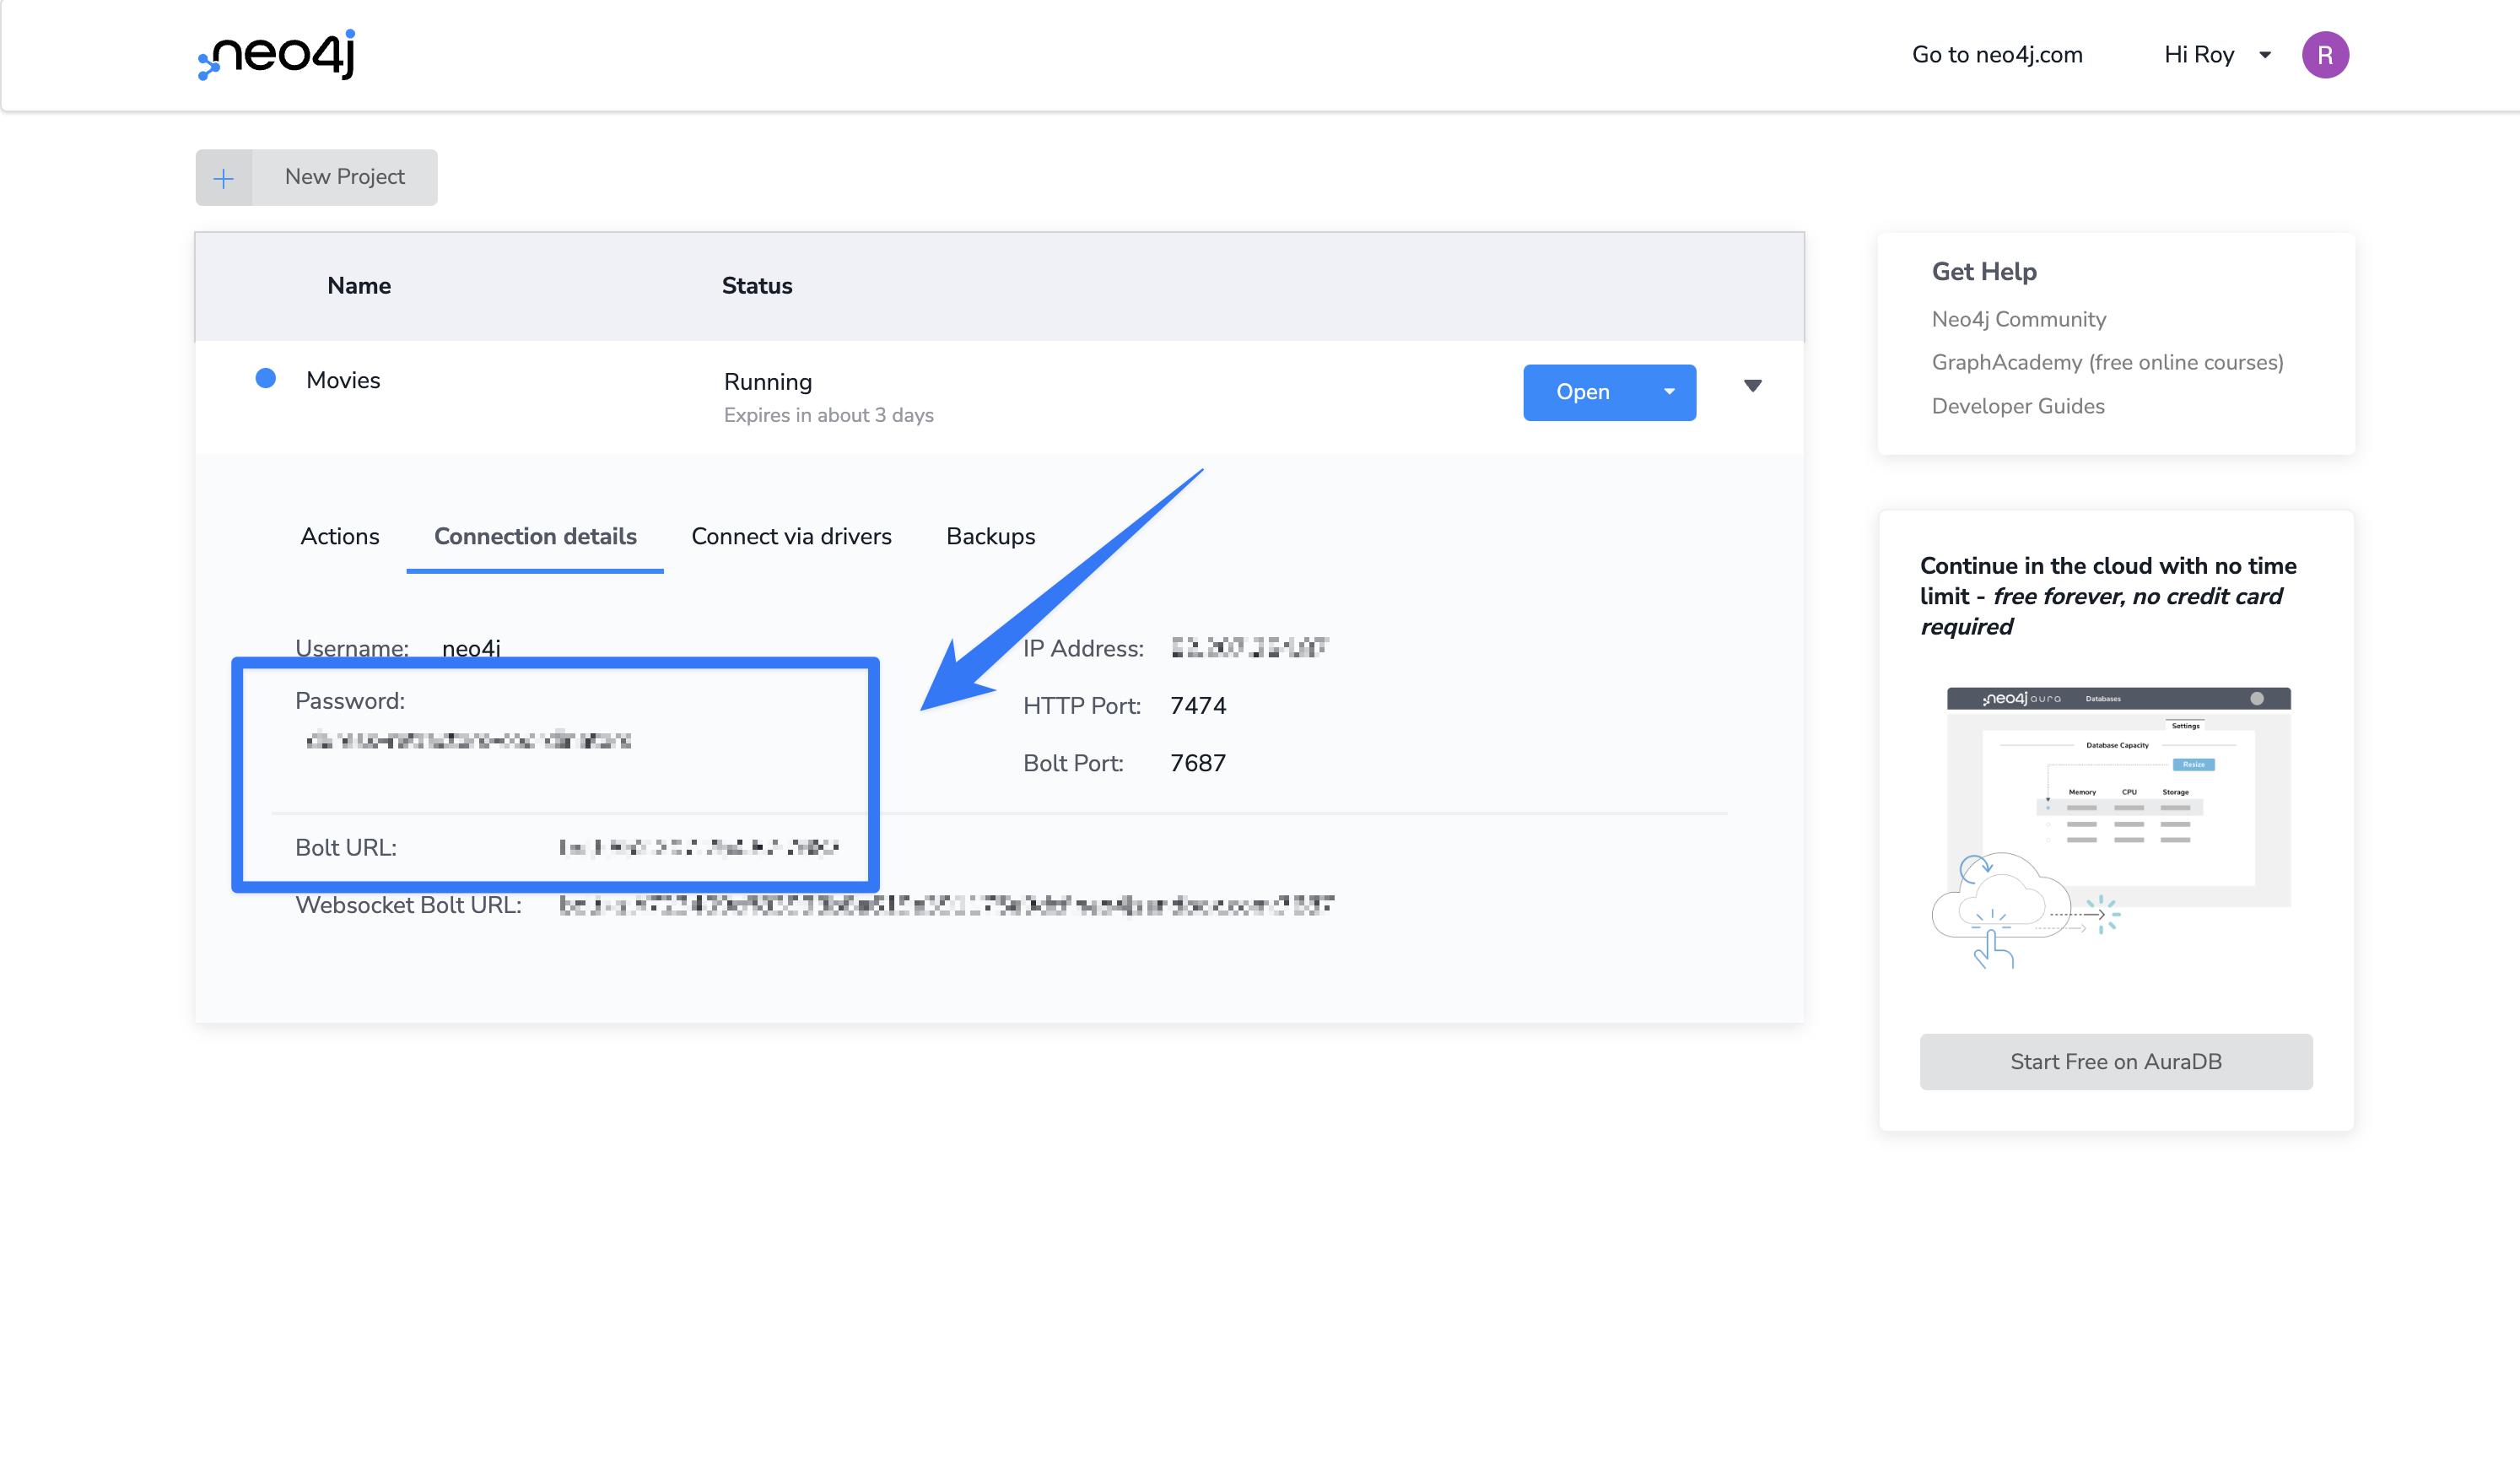 neo4j
Go to neo4j.com
Hi Roy
R
New Project
Name
Status
Movies
Running
Expires in about 3 days
Open
Actions
Connection details
Connect via drivers
Backups
Username: neo4j
Password:
IP Address:
HTTP Port: 7474
Bolt Port: 7687
Bolt URL:
Websocket Bolt URL:
Get Help
Neo4j Community
GraphAcademy (free online courses)
Developer Guides
Continue in the cloud with no time
limit - free forever, no credit card
required
neo4j aura
Databases
Settings
Database Capacity
Resize
Memory
CPU
Storage
Start Free on AuraDB